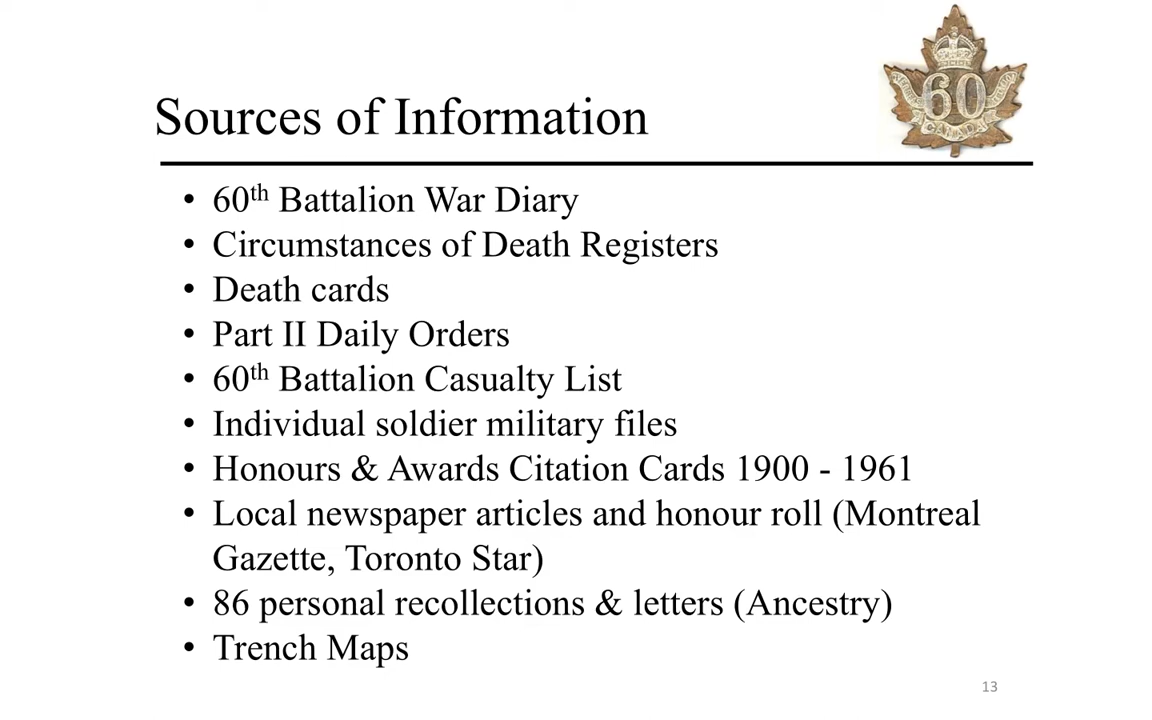 60
CANADA
Sources of Information
60th Battalion War Diary
Circumstances of Death Registers
Death cards
Part II Daily Orders
60th Battalion Casualty List
Individual soldier military files
Honours & Awards Citation Cards 1900 - 1961
Local newspaper articles and honour roll (Montreal
Gazette, Toronto Star)
86 personal recollections & letters (Ancestry)
Trench Maps
13